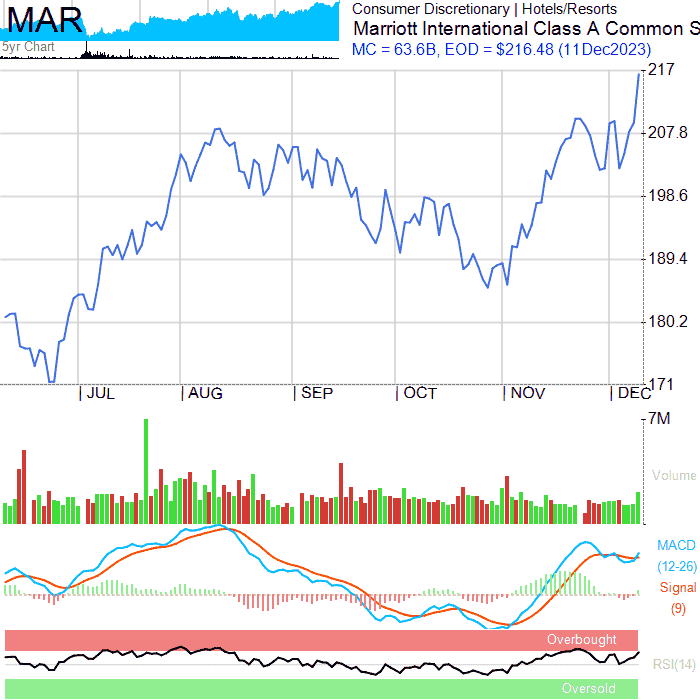 MAR
5yr Chart
Consumer Discretionary | Hotels/Resorts
Marriott International Class A Common S
MC = 63.6B, EOD = $216.48 (11Dec2023)
217
207.8
198.6
189.4
180.2
171
| JUL | AUG | SEP | OCT | NOV | DEC
7M
Volume
MACD
(12-26)
Signal
(9)
Overbought
RSI(14)
Oversold